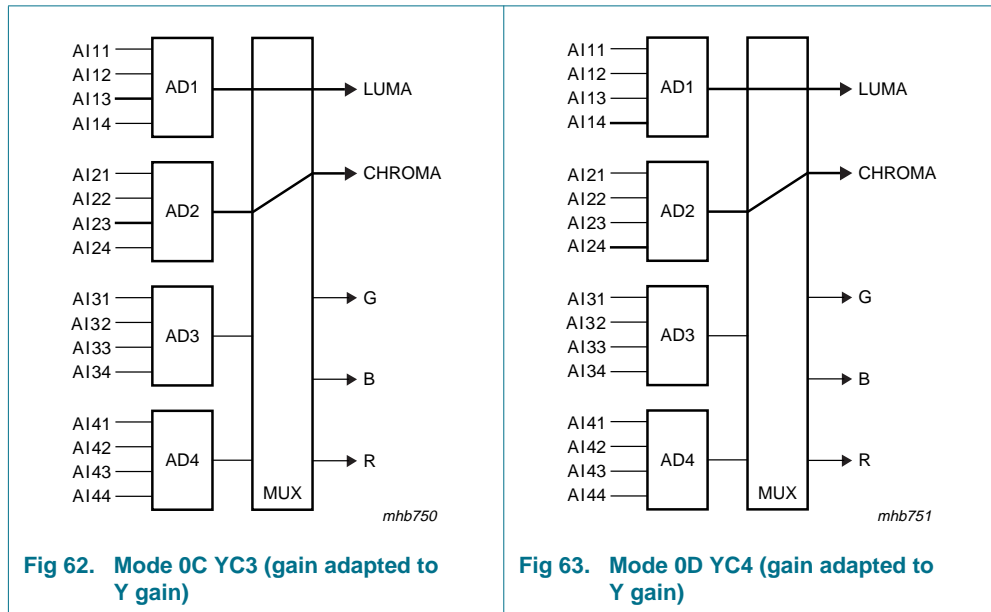 AI11
AI12
AI13
AI14
AD1
LUMA
AI21
AI22
AI23
AI24
AD2
CHROMA
AI31
AI32
AI33
AI34
AD3
G
B
AI41
AI42
AI43
AI44
AD4
R
MUX
mhb750
Fig 62. Mode 0C YC3 (gain adapted to
Y gain)
AI11
AI12
AI13
AI14
AD1
LUMA
AI21
AI22
AI23
AI24
AD2
CHROMA
AI31
AI32
AI33
AI34
AD3
G
B
AI41
AI42
AI43
AI44
AD4
R
MUX
mhb751
Fig 63. Mode 0D YC4 (gain adapted to
Y gain)